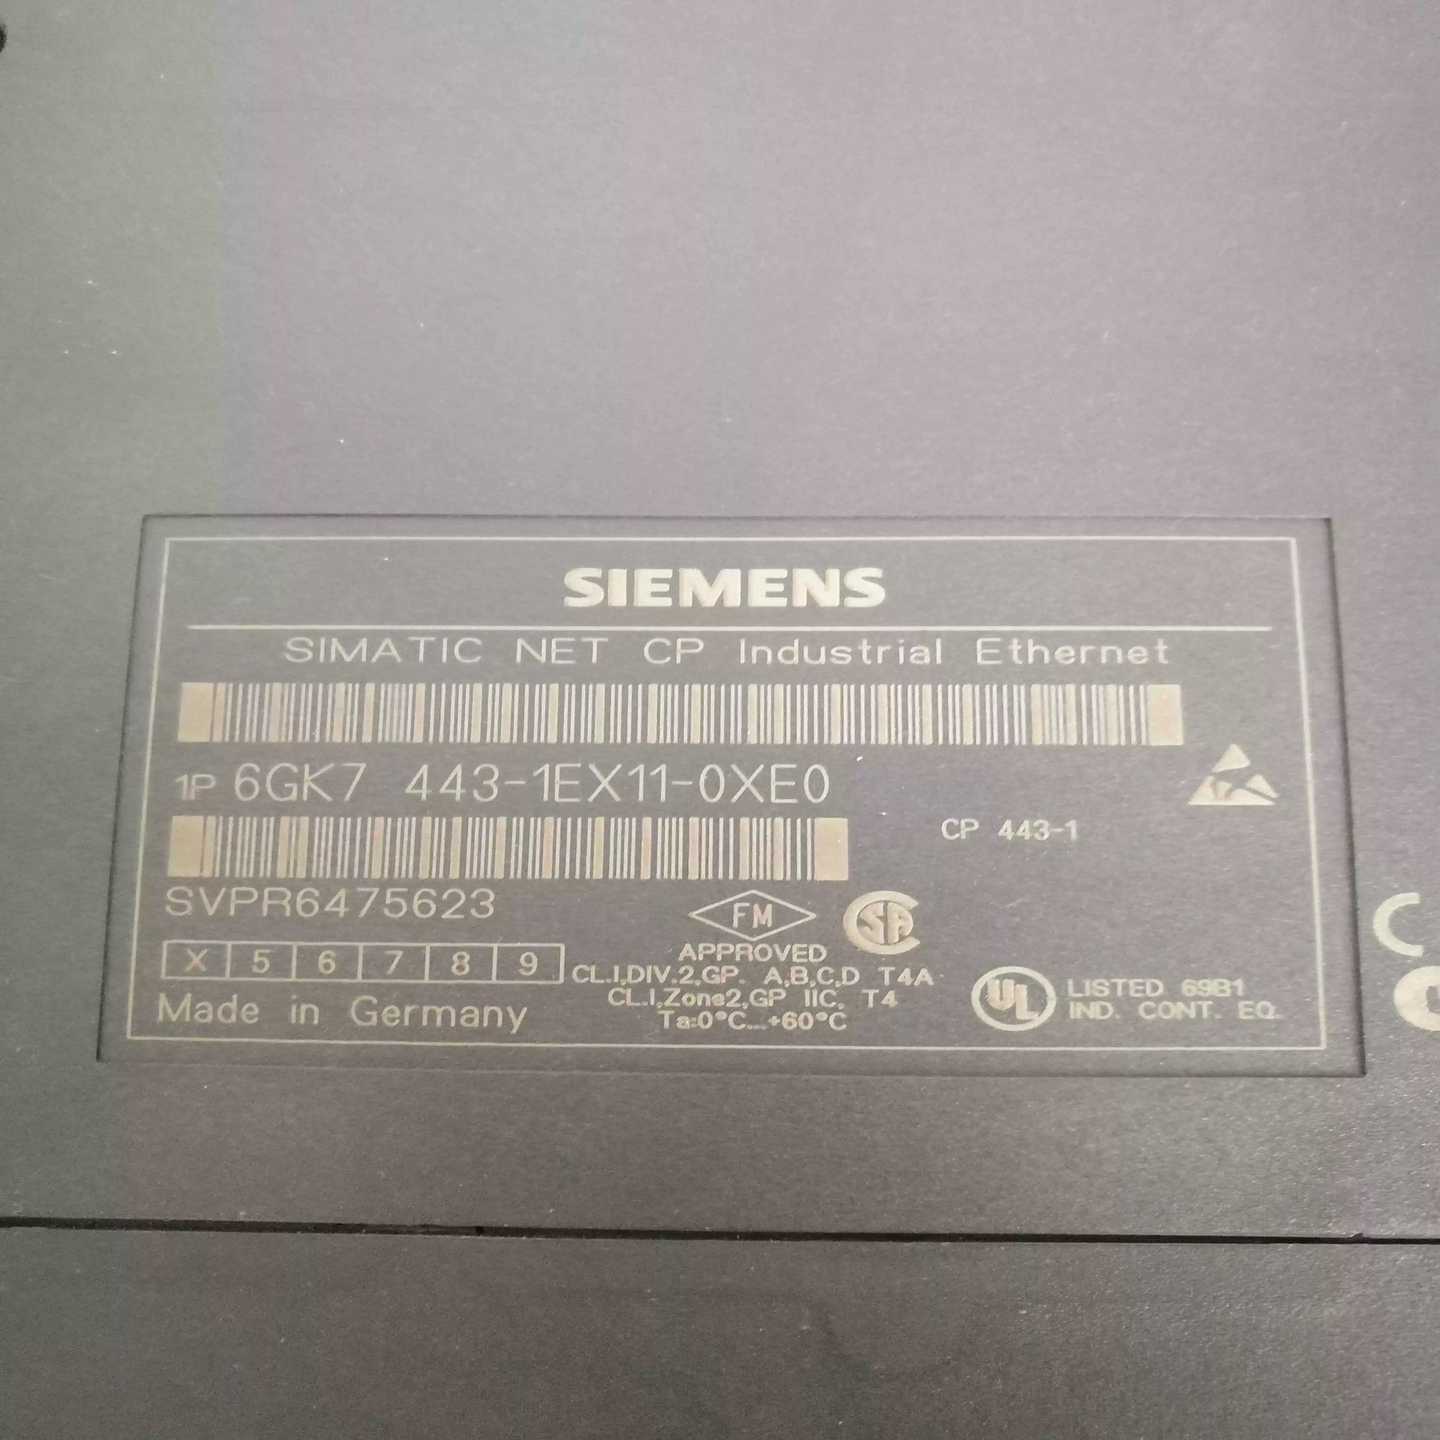 SIEMENS
SIMATIC NET CP Industrial Ethernet
1P 6GK7 443-1EX11-0XE0
CP 443-1
SVPR6475623
FM
APPROVED
X 5 6 7 8 9
CL.I,DIV.2,GP. A,B,C,D T4A
CL.I,Zone2,GP IIC, T4
Ta:0°C...+60°C
Made in Germany
UL
LISTED 69B1
IND. CONT. EQ.